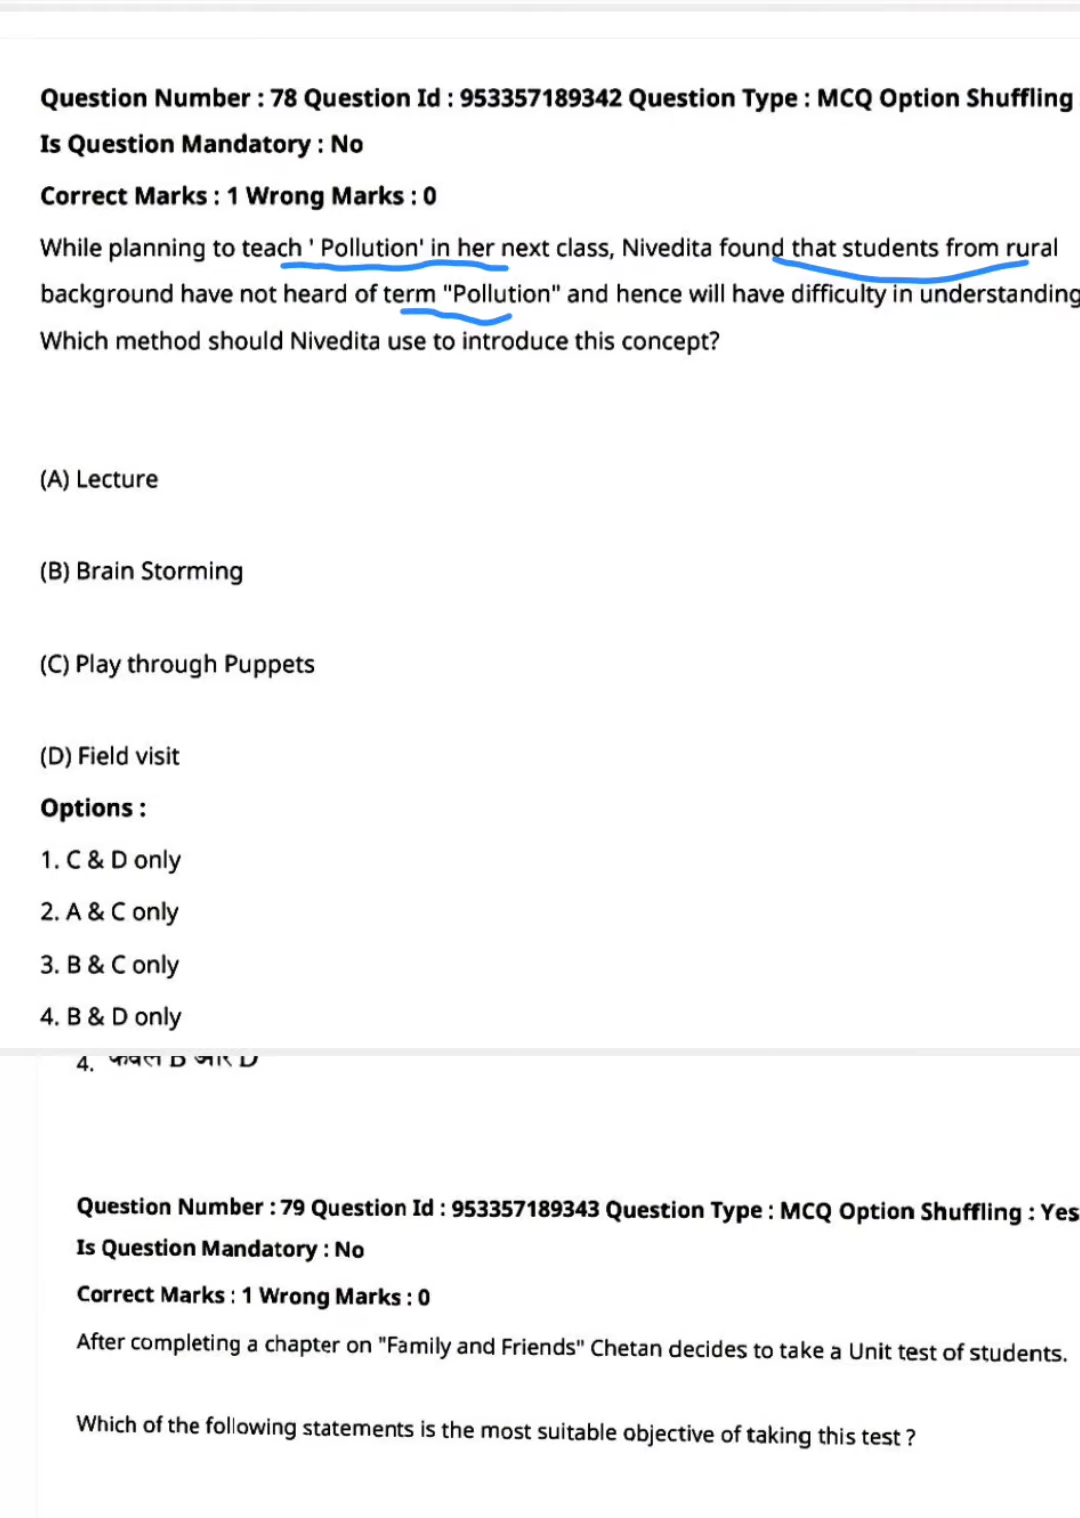 Question Number : 78 Question Id : 953357189342 Question Type : MCQ Option Shuffling
Is Question Mandatory : No
Correct Marks : 1 Wrong Marks : 0
While planning to teach ' Pollution' in her next class, Nivedita found that students from rural
background have not heard of term "Pollution" and hence will have difficulty in understanding
Which method should Nivedita use to introduce this concept?
(A) Lecture
(B) Brain Storming
(C) Play through Puppets
(D) Field visit
Options :
1. C & D only
2. A & C only
3. B & C only
4. B & D only
4. केवल B और D
Question Number : 79 Question Id : 953357189343 Question Type : MCQ Option Shuffling : Yes
Is Question Mandatory : No
Correct Marks : 1 Wrong Marks : 0
After completing a chapter on "Family and Friends" Chetan decides to take a Unit test of students.
Which of the following statements is the most suitable objective of taking this test ?